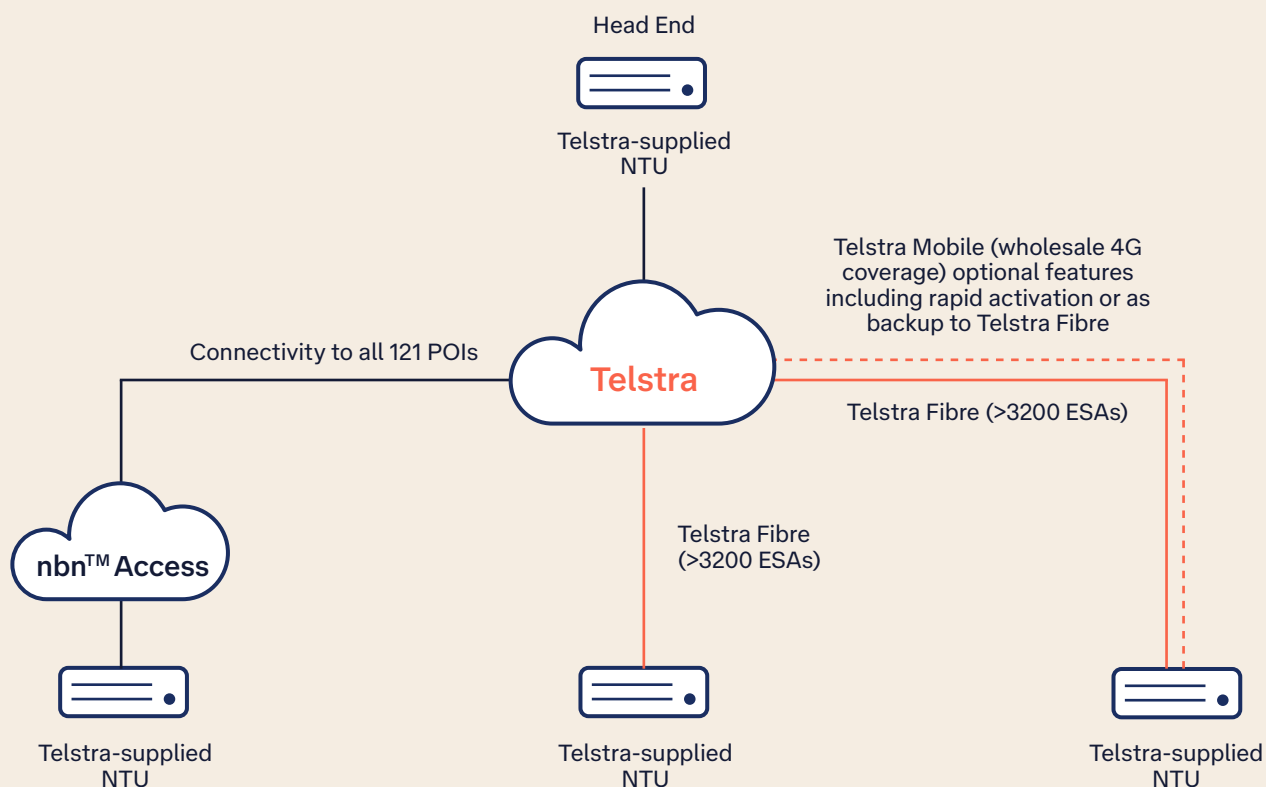 Head End
Telstra-supplied
NTU
Telstra Mobile (wholesale 4G
coverage) optional features
including rapid activation or as
backup to Telstra Fibre
Connectivity to all 121 POIs
Telstra
Telstra Fibre (>3200 ESAs)
Telstra Fibre
(>3200 ESAs)
nbn™ Access
Telstra-supplied
NTU
Telstra-supplied
NTU
Telstra-supplied
NTU